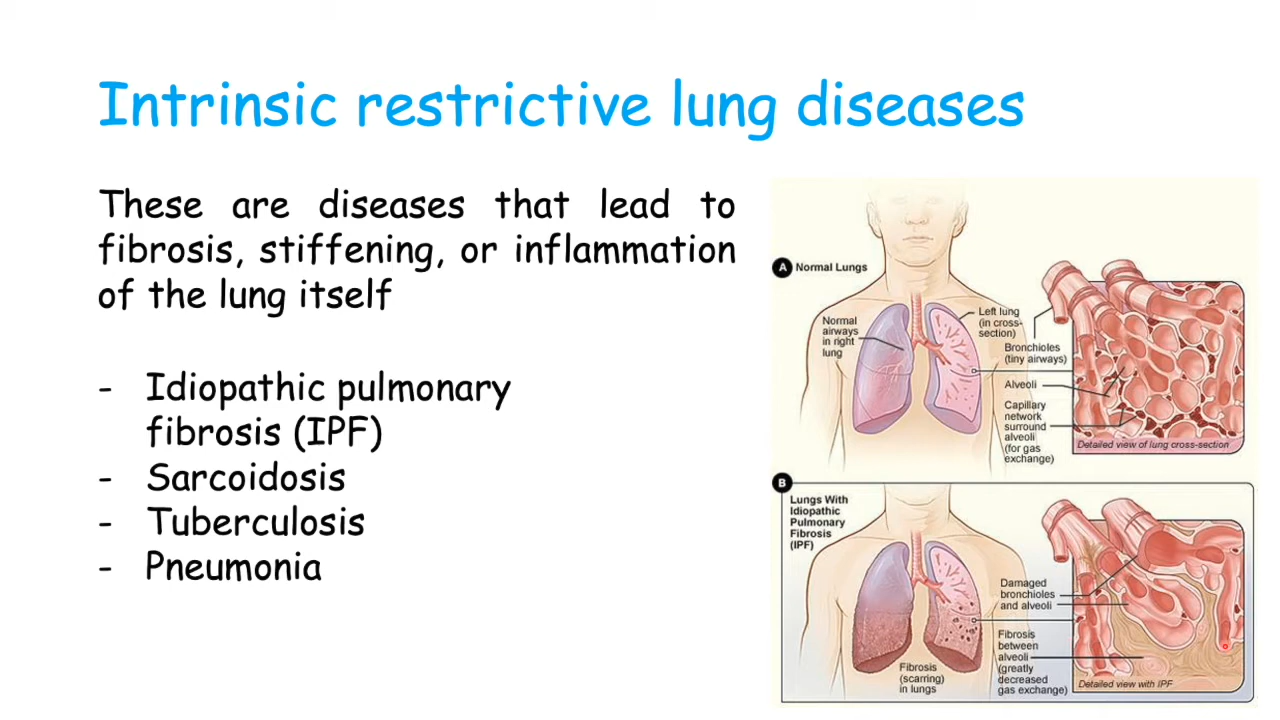 Intrinsic restrictive lung diseases
These are diseases that lead to
fibrosis, stiffening, or inflammation
of the lung itself
- Idiopathic pulmonary
fibrosis (IPF)
- Sarcoidosis
- Tuberculosis
- Pneumonia
A Normal Lungs
Normal
airways
in right
lung
Left lung
(in cross-
section)
Bronchioles
(tiny airways)
Alveoli
Capillary
network
surround
alveoli
(for gas
exchange)
Detailed view of lung cross-section
B
Lungs With
Idiopathic
Pulmonary
Fibrosis
(IPF)
Fibrosis
(scarring)
in lungs
Damaged
bronchioles
and alveoli
Fibrosis
between
alveoli
(greatly
decreased
gas exchange)
Detailed view with IPF